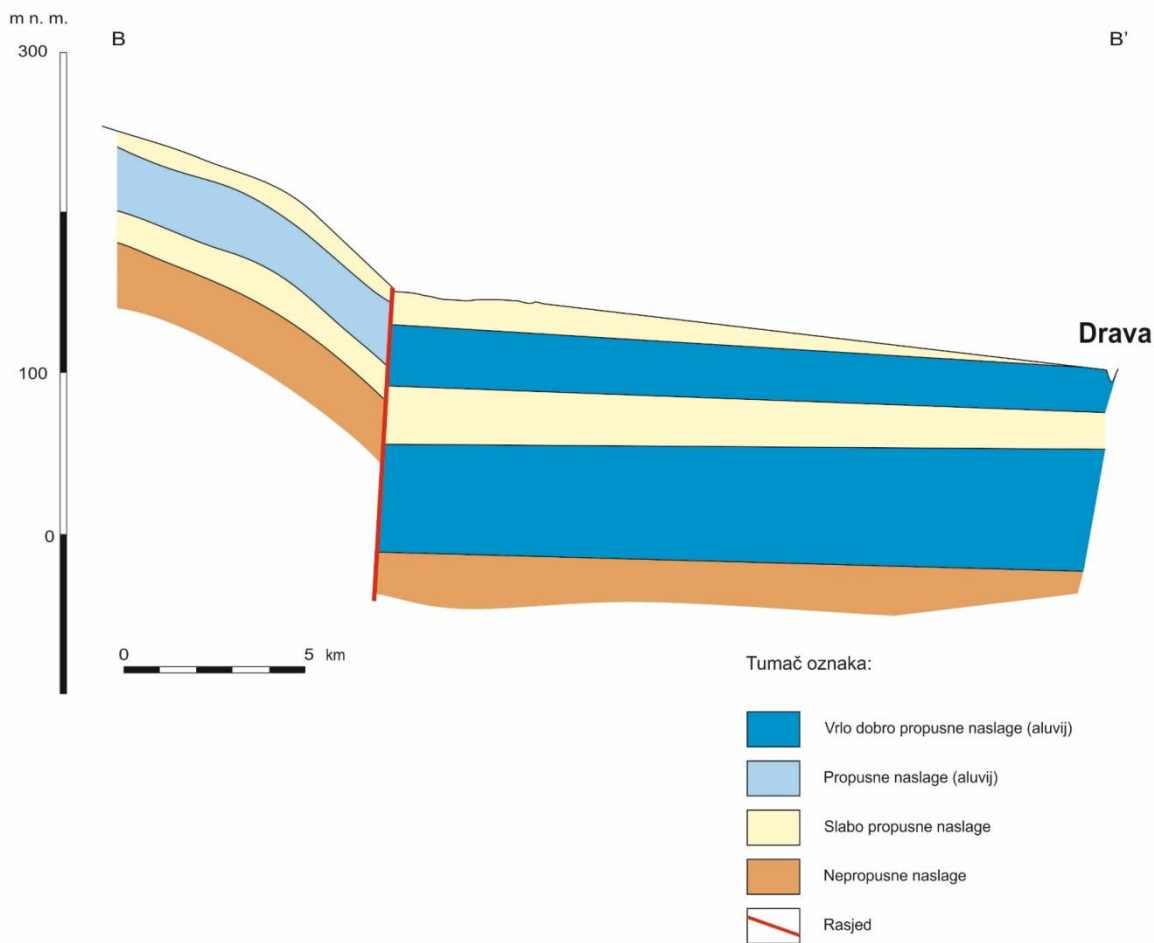 m n. m.
B
B'
300
Drava
100
0
0 5 km
Tumač oznaka:
Vrlo dobro propusne naslage (aluvij)
Propusne naslage (aluvij)
Slabo propusne naslage
Nepropusne naslage
Rasjed